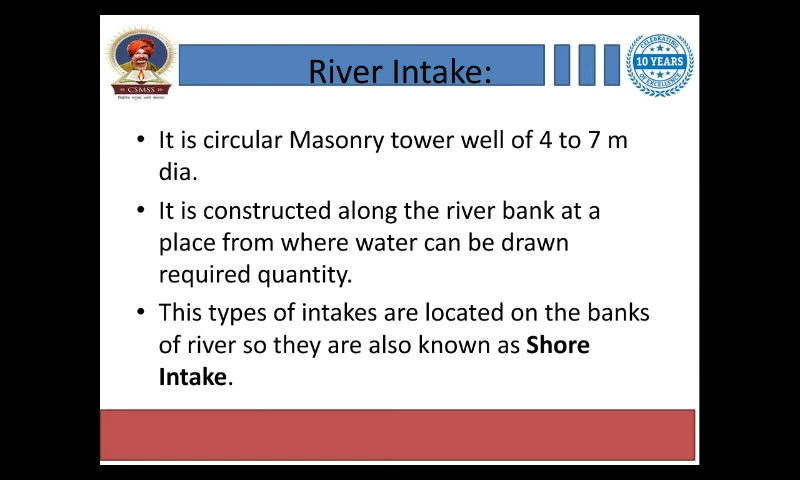 River Intake:
CSMSS
CELEBRATING
10 YEARS
OF EXCELLENCE
• It is circular Masonry tower well of 4 to 7 m
dia.
• It is constructed along the river bank at a
place from where water can be drawn
required quantity.
• This types of intakes are located on the banks
of river so they are also known as Shore
Intake.